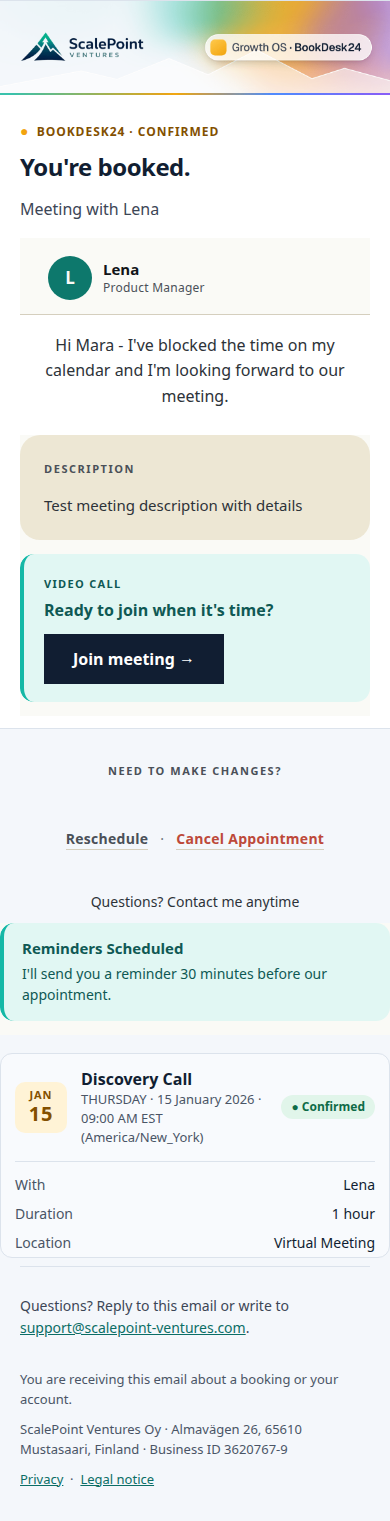 ScalePoint
VENTURES
Growth OS · BookDesk24
BOOKDESK24 · CONFIRMED
You're booked.
Meeting with Lena
L
Lena
Product Manager
Hi Mara - I've blocked the time on my
calendar and I'm looking forward to our
meeting.
DESCRIPTION
Test meeting description with details
VIDEO CALL
Ready to join when it's time?
Join meeting →
NEED TO MAKE CHANGES?
Reschedule · Cancel Appointment
Questions? Contact me anytime
Reminders Scheduled
I'll send you a reminder 30 minutes before our
appointment.
JAN
15
Discovery Call
THURSDAY · 15 January 2026 ·
09:00 AM EST
(America/New_York)
● Confirmed
With Lena
Duration 1 hour
Location Virtual Meeting
Questions? Reply to this email or write to
support@scalepoint-ventures.com.
You are receiving this email about a booking or your
account.
ScalePoint Ventures Oy · Almavägen 26, 65610
Mustasaari, Finland · Business ID 3620767-9
Privacy · Legal notice